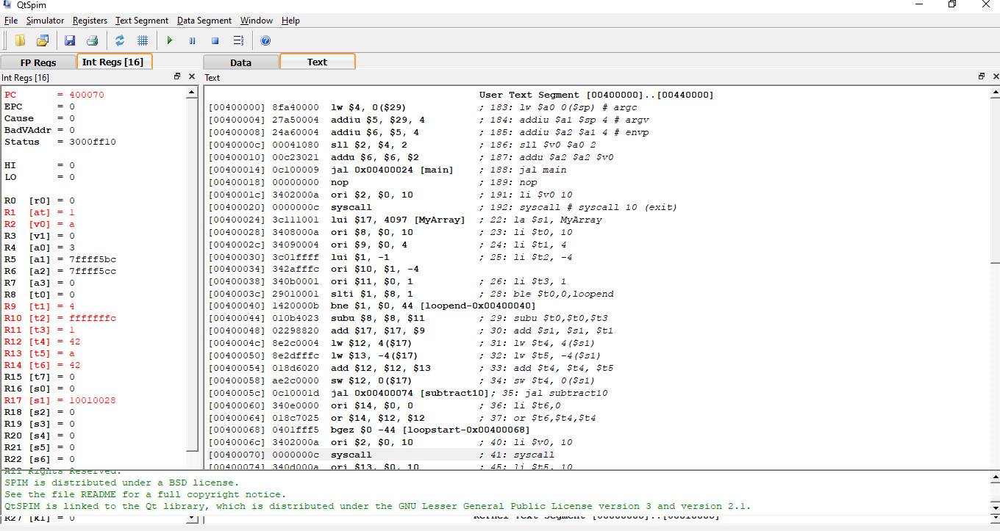 QtSpim
File Simulator Registers Text Segment Data Segment Window Help
FP Regs Int Regs [16] Data Text
Int Regs [16] Text
PC = 400070
EPC = 0
Cause = 0
BadVAddr = 0
Status = 3000ff10
HI = 0
LO = 0
R0 [r0] = 0
R1 [at] = 1
R2 [v0] = a
R3 [v1] = 0
R4 [a0] = 3
R5 [a1] = 7ffff5bc
R6 [a2] = 7ffff5cc
R7 [a3] = 0
R8 [t0] = 0
R9 [t1] = 4
R10 [t2] = fffffffc
R11 [t3] = 1
R12 [t4] = 42
R13 [t5] = a
R14 [t6] = 42
R15 [t7] = 0
R16 [s0] = 0
R17 [s1] = 10010028
R18 [s2] = 0
R19 [s3] = 0
R20 [s4] = 0
R21 [s5] = 0
R22 [s6] = 0
User Text Segment [00400000]..[00440000]
[00400000] 8fa40000 lw $4, 0($29) ; 183: lw $a0 0($sp) # argc
[00400004] 27a50004 addiu $5, $29, 4 ; 184: addiu $a1 $sp 4 # argv
[00400008] 24a60004 addiu $6, $5, 4 ; 185: addiu $a2 $a1 4 # envp
[0040000c] 00041080 sll $2, $4, 2 ; 186: sll $v0 $a0 2
[00400010] 00c23021 addu $6, $6, $2 ; 187: addu $a2 $a2 $v0
[00400014] 0c100009 jal 0x00400024 [main] ; 188: jal main
[00400018] 00000000 nop ; 189: nop
[0040001c] 3402000a ori $2, $0, 10 ; 191: li $v0 10
[00400020] 0000000c syscall ; 192: syscall # syscall 10 (exit)
[00400024] 3c111001 lui $17, 4097 [MyArray] ; 22: la $s1, MyArray
[00400028] 3408000a ori $8, $0, 10 ; 23: li $t0, 10
[0040002c] 34090004 ori $9, $0, 4 ; 24: li $t1, 4
[00400030] 3c01ffff lui $1, -1 ; 25: li $t2, -4
[00400034] 342afffc ori $10, $1, -4
[00400038] 340b0001 ori $11, $0, 1 ; 26: li $t3, 1
[0040003c] 29010001 slti $1, $8, 1 ; 28: ble $t0,0,loopend
[00400040] 1420000b bne $1, $0, 44 [loopend-0x00400040]
[00400044] 010b4023 subu $8, $8, $11 ; 29: subu $t0,$t0,$t3
[00400048] 02298820 add $17, $17, $9 ; 30: add $s1, $s1, $t1
[0040004c] 8e2c0004 lw $12, 4($17) ; 31: lw $t4, 4($s1)
[00400050] 8e2dfffc lw $13, -4($17) ; 32: lw $t5, -4($s1)
[00400054] 018d6020 add $12, $12, $13 ; 33: add $t4, $t4, $t5
[00400058] ae2c0000 sw $12, 0($17) ; 34: sw $t4, 0($s1)
[0040005c] 0c10001d jal 0x00400074 [subtract10]; 35: jal subtract10
[00400060] 340e0000 ori $14, $0, 0 ; 36: li $t6,0
[00400064] 018c7025 or $14, $12, $12 ; 37: or $t6,$t4,$t4
[00400068] 0401fff5 bgez $0 -44 [loopstart-0x00400068]
[0040006c] 3402000a ori $2, $0, 10 ; 40: li $v0, 10
[00400070] 0000000c syscall ; 41: syscall
[00400074] 340d000a ori $13, $0, 10 ; 45: li $t5, 10
All Rights Reserved.
SPIM is distributed under a BSD license.
See the file README for a full copyright notice.
QtSPIM is linked to the Qt library, which is distributed under the GNU Lesser General Public License version 3 and version 2.1.
R27 [k1] = 0